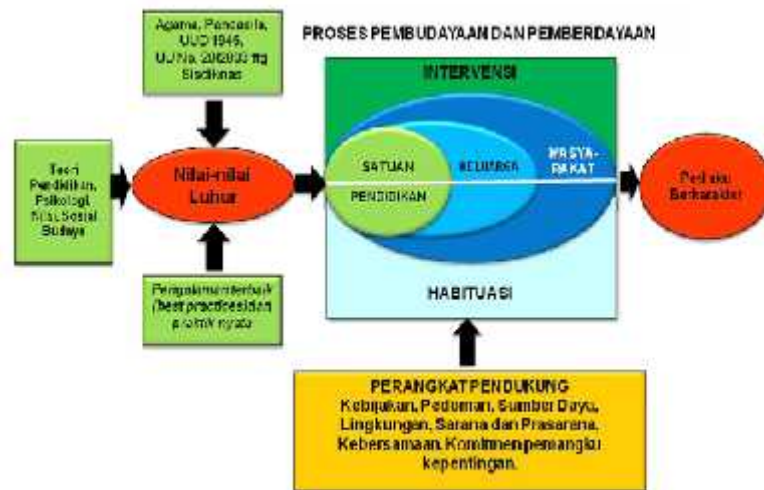 Agama, Pancasila,
UUD 1945,
UU No. 20/2003 ttg
Sisdiknas
PROSES PEMBUDAYAAN DAN PEMBERDAYAAN
INTERVENSI
Teori
Pendidikan,
Psikologi,
Nilai, Sosial
Budaya
Nilai-nilai
Luhur
SATUAN
PENDIDIKAN
KELUARGA
MASYA-
RAKAT
Perilaku
Berkarakter
Pengalaman terbaik
(best practices) dan
praktik nyata
HABITUASI
PERANGKAT PENDUKUNG
Kebijakan, Pedoman, Sumber Daya,
Lingkungan, Sarana dan Prasarana,
Kebersamaan, Komitmen pemangku
kepentingan.